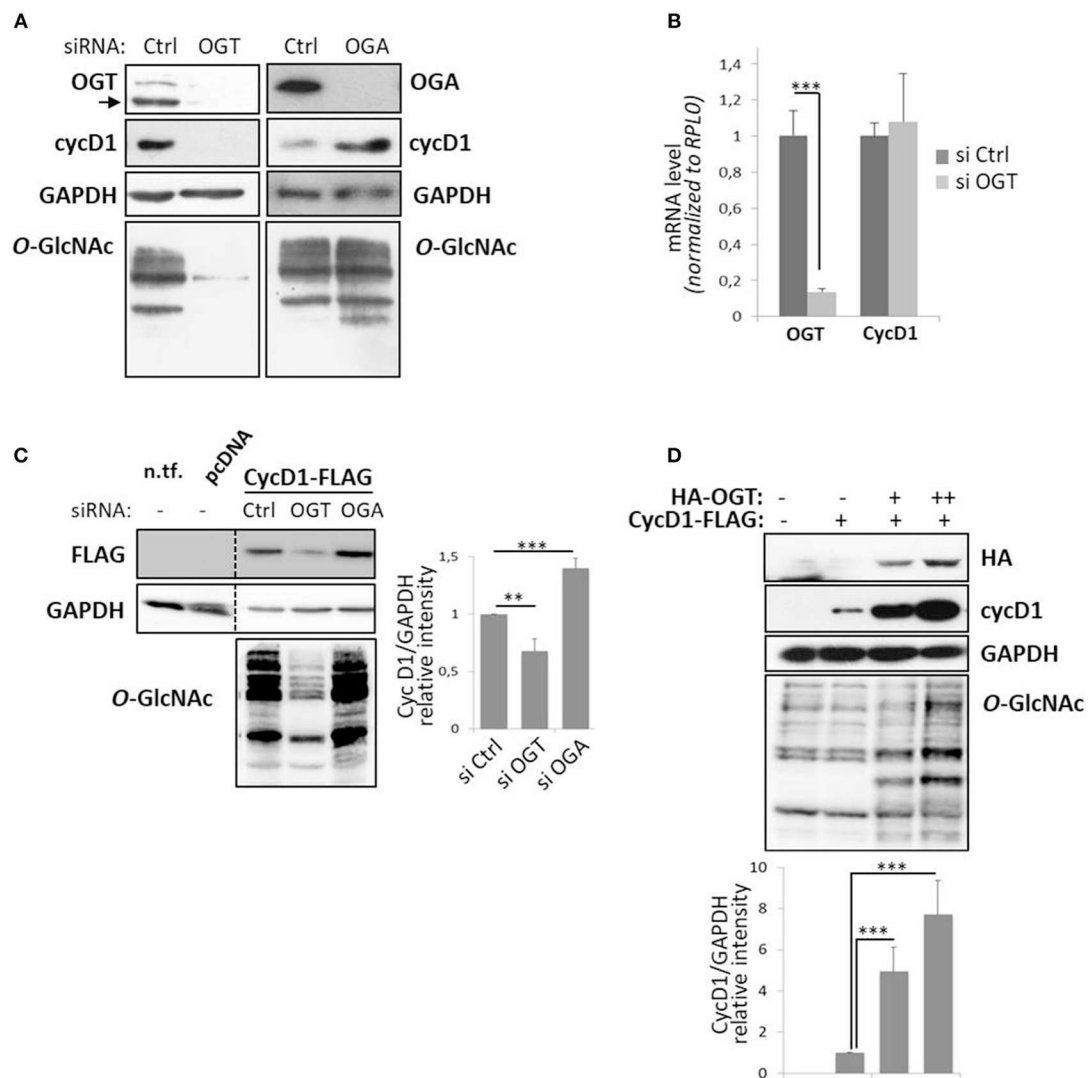 A
siRNA: Ctrl OGT Ctrl OGA
OGT OGA
cycD1 cycD1
GAPDH GAPDH
O-GlcNAc O-GlcNAc
B
mRNA level
(normalized to RPL0)
1,4
1,2
1
0,8
0,6
0,4
0,2
0
***
OGT CycD1
si Ctrl
si OGT
C
n.tf. pcDNA CycD1-FLAG
siRNA: - - Ctrl OGT OGA
FLAG
GAPDH
O-GlcNAc
Cyc D1/GAPDH
relative intensity
1,5
1
0,5
0
***
**
si Ctrl si OGT si OGA
D
HA-OGT: - - + ++
CycD1-FLAG: - + + +
HA
cycD1
GAPDH
O-GlcNAc
CycD1/GAPDH
relative intensity
10
8
6
4
2
0
***
***